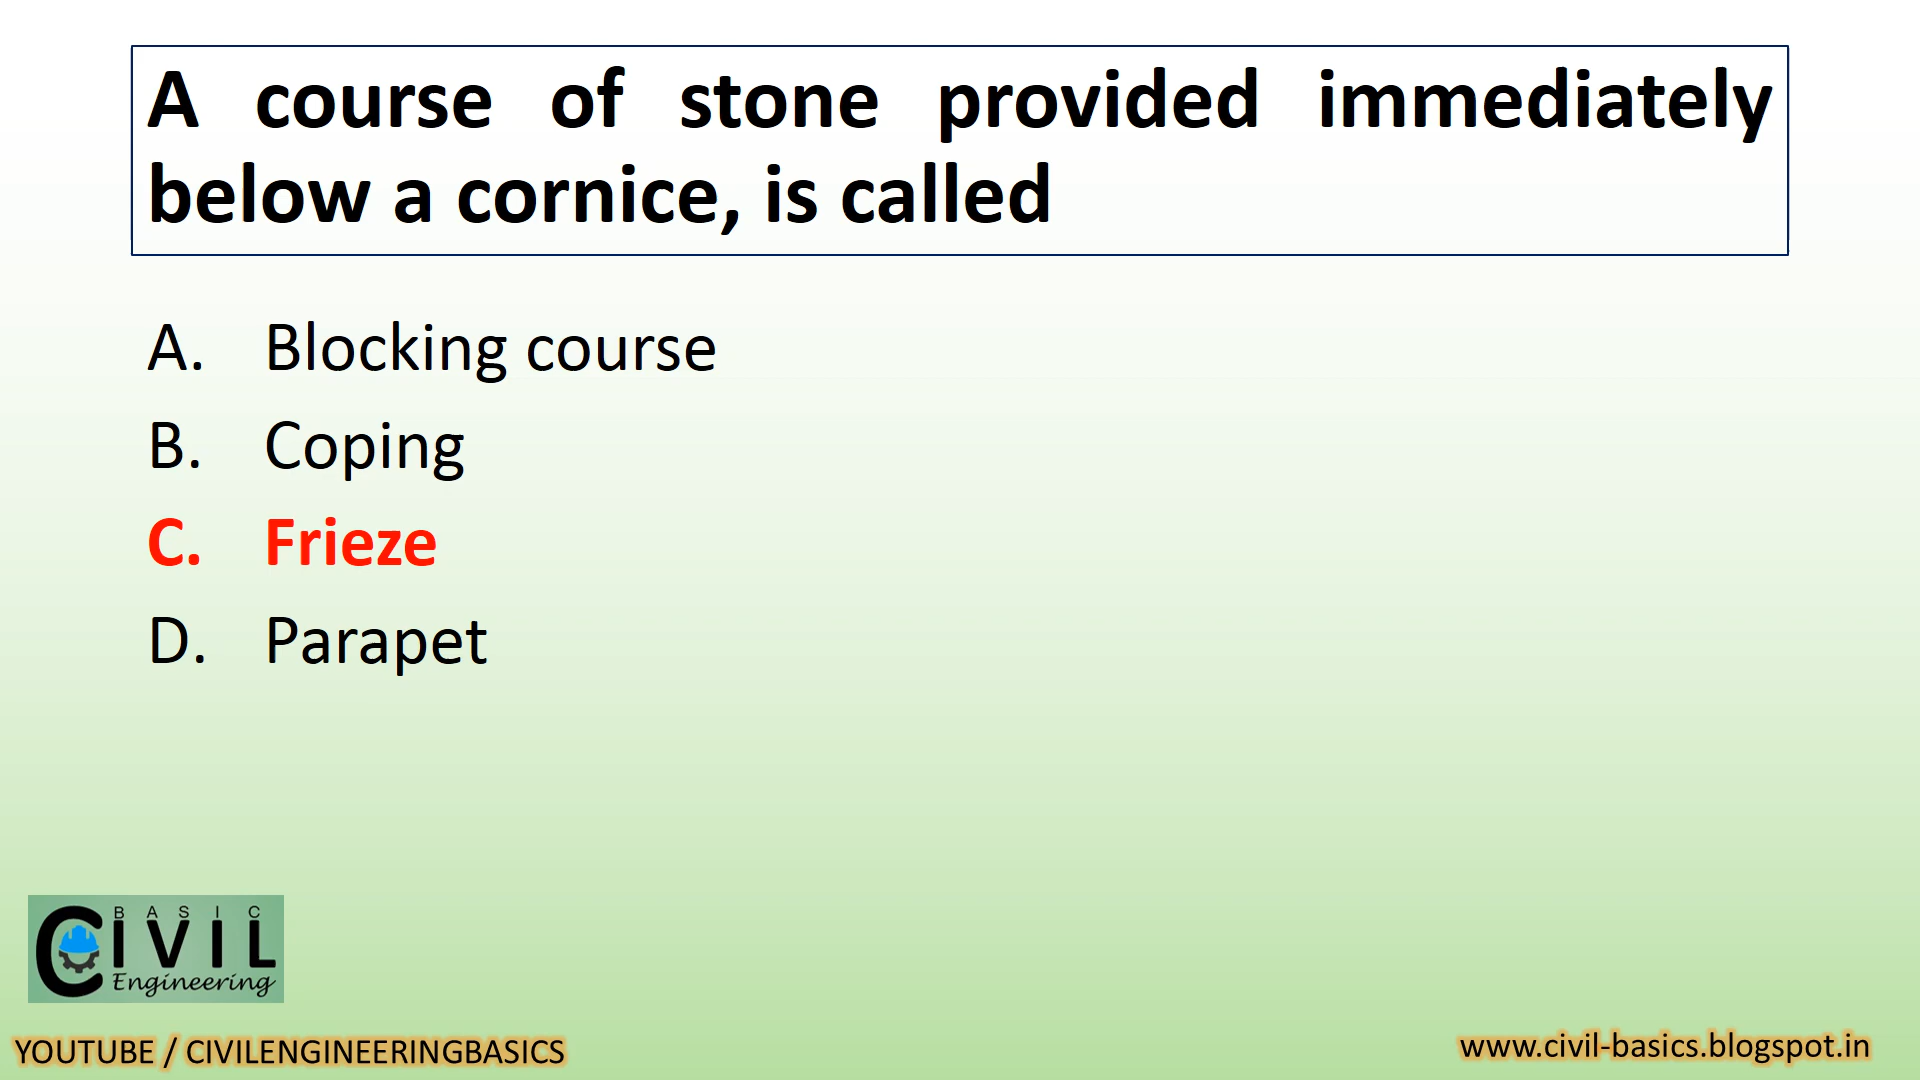 A course of stone provided immediately
below a cornice, is called
A. Blocking course
B. Coping
C. Frieze
D. Parapet
BASIC
CIVIL
Engineering
YOUTUBE / CIVILENGINEERINGBASICS
www.civil-basics.blogspot.in